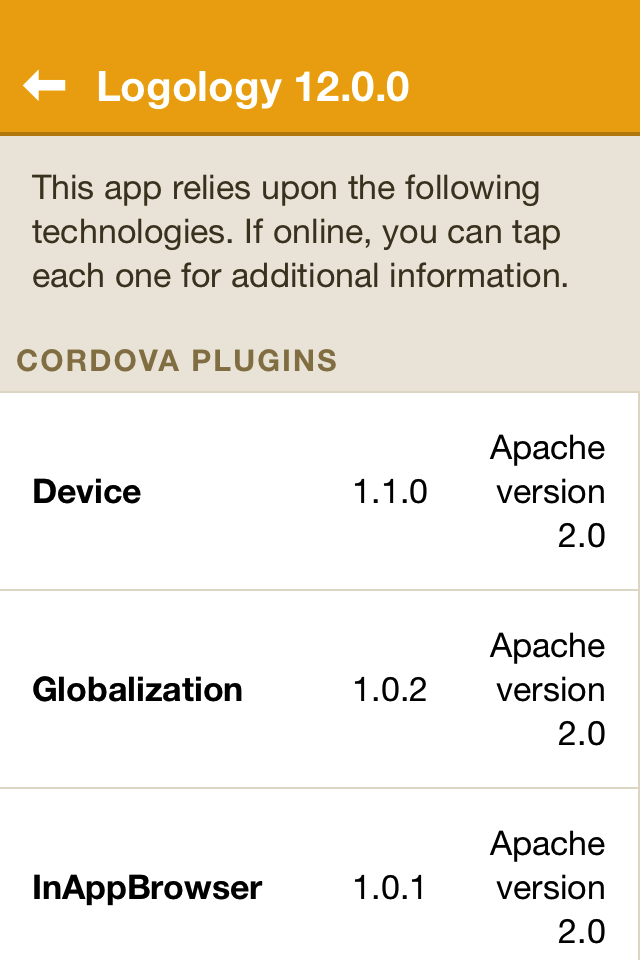 Logology 12.0.0
This app relies upon the following
technologies. If online, you can tap
each one for additional information.
CORDOVA PLUGINS
Device 1.1.0 Apache version 2.0
Globalization 1.0.2 Apache version 2.0
InAppBrowser 1.0.1 Apache version 2.0